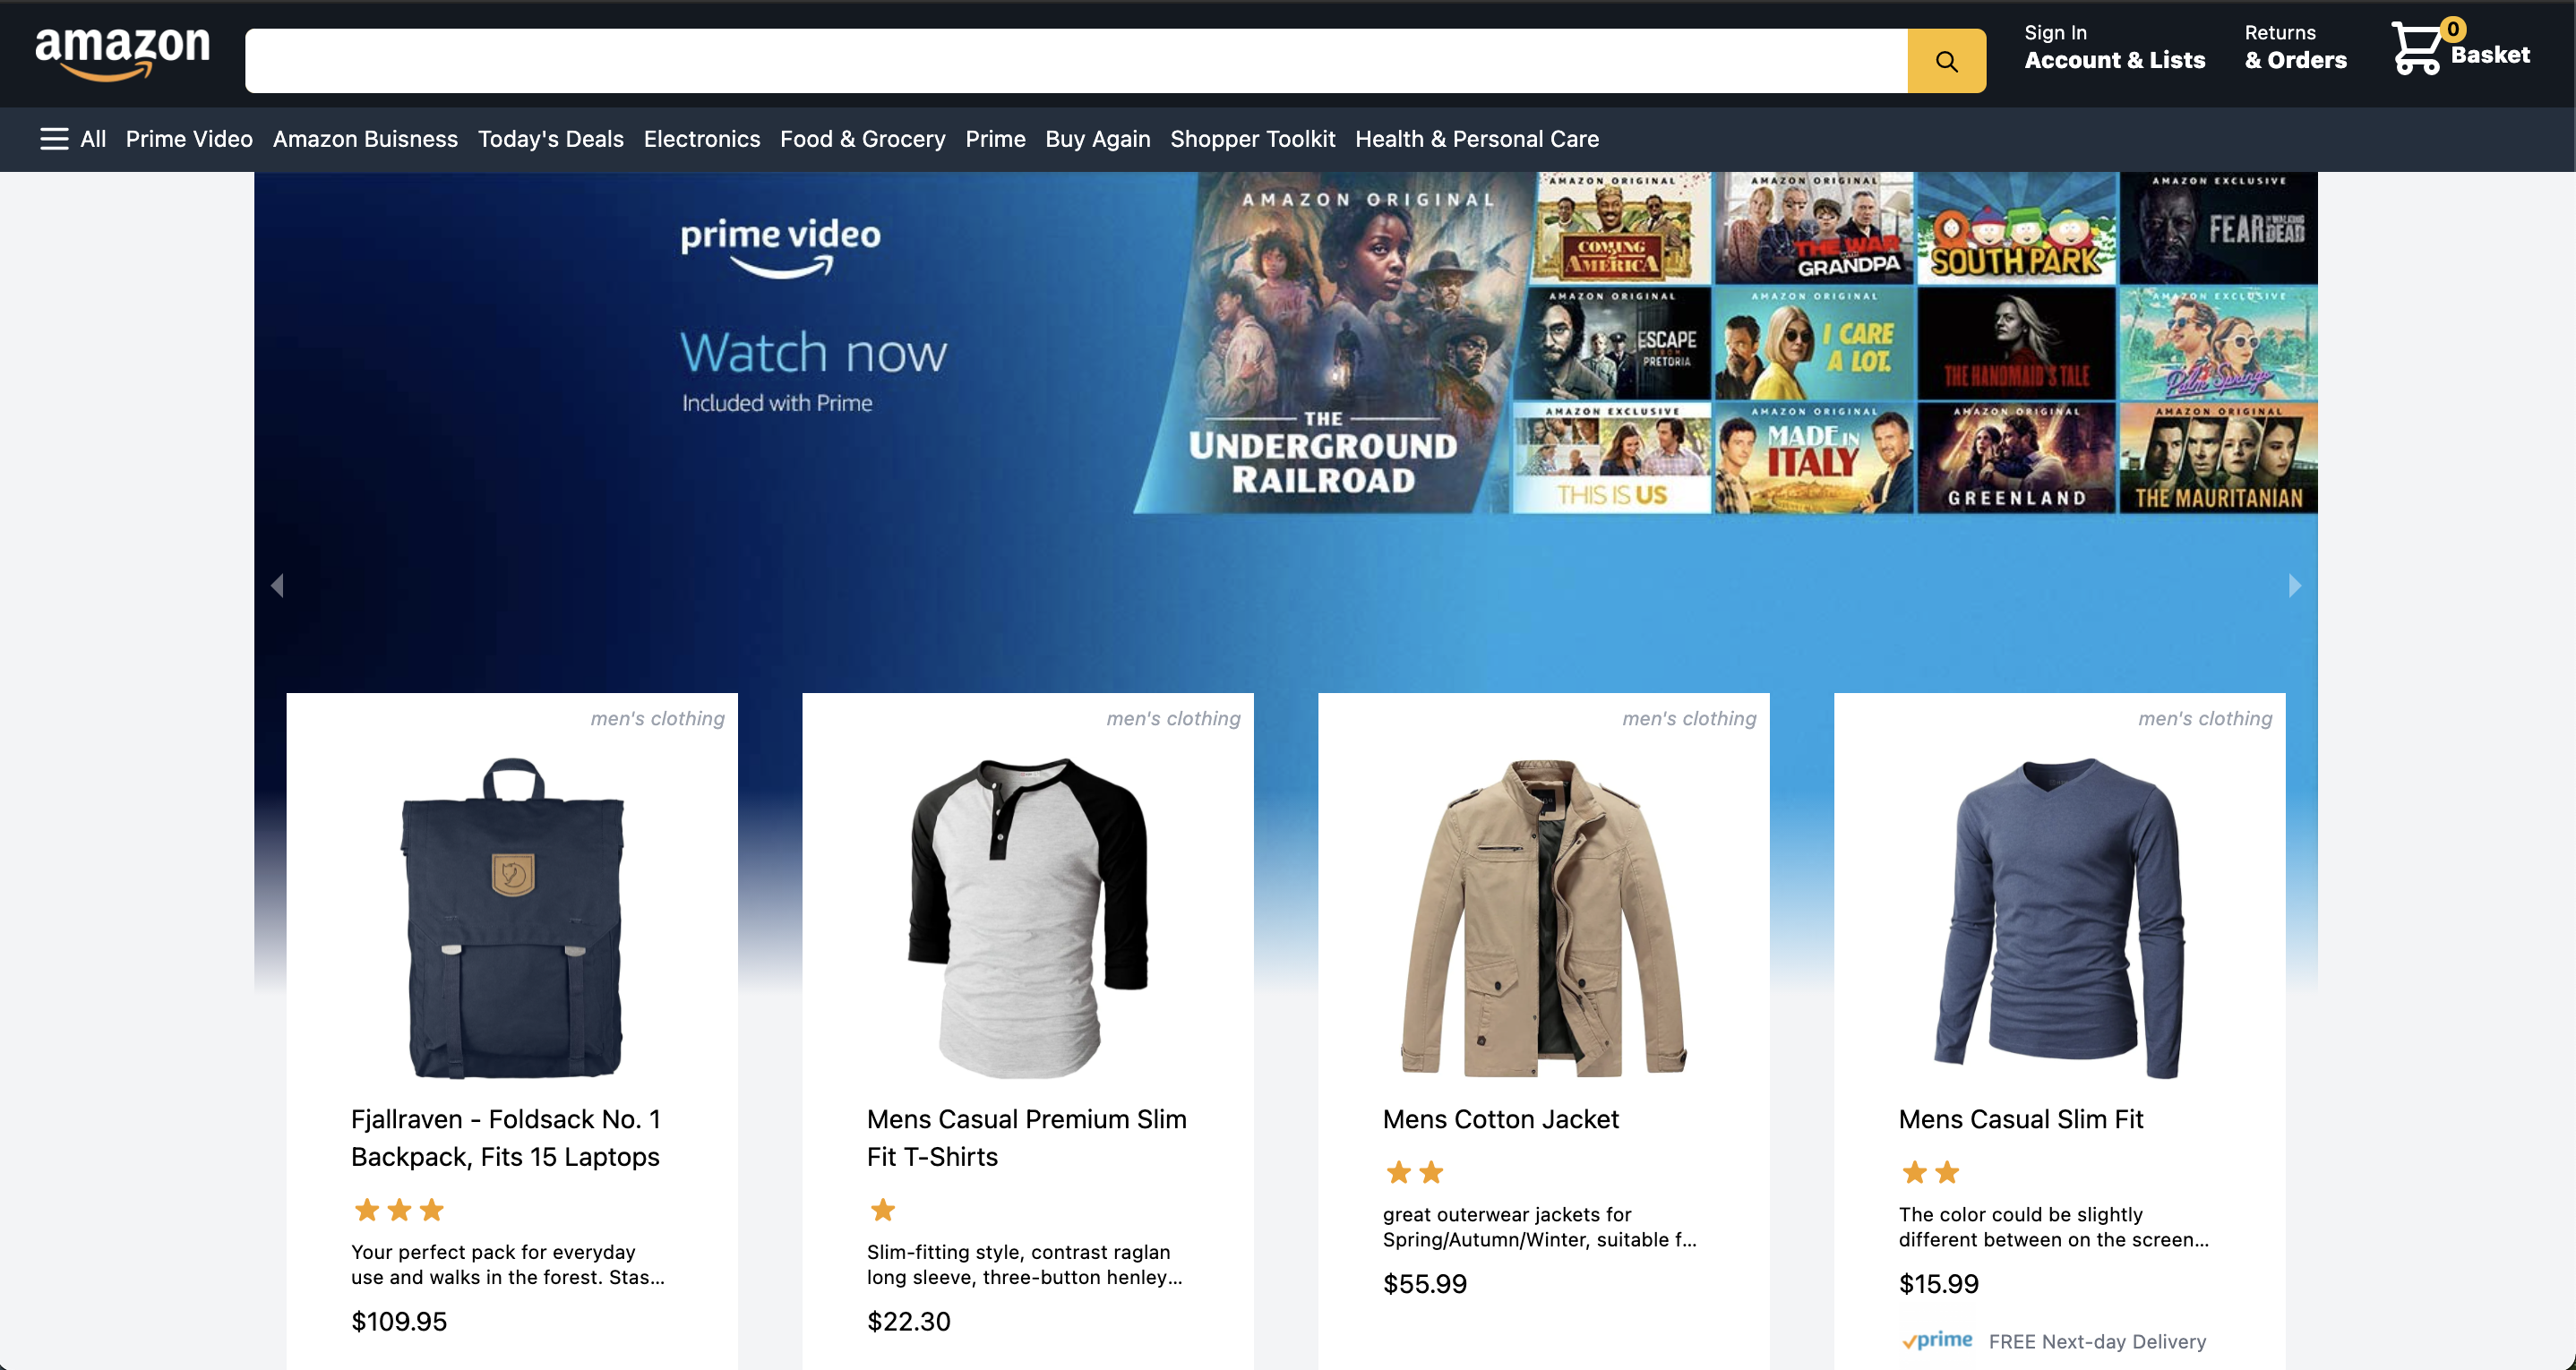 amazon
Sign In
Account & Lists
Returns
& Orders
0
Basket
All Prime Video Amazon Buisness Today's Deals Electronics Food & Grocery Prime Buy Again Shopper Toolkit Health & Personal Care
prime video
Watch now
Included with Prime
AMAZON ORIGINAL
THE
UNDERGROUND
RAILROAD
AMAZON ORIGINAL
COMING
2
AMERICA
AMAZON ORIGINAL
THE WAR
GRANDPA
SOUTH PARK
AMAZON EXCLUSIVE
FEAR THE WALKING DEAD
AMAZON ORIGINAL
ESCAPE
FROM
PRETORIA
AMAZON ORIGINAL
I CARE
A LOT.
THE HANDMAID'S TALE
AMAZON EXCLUSIVE
Palm Springs
AMAZON EXCLUSIVE
THIS IS US
AMAZON ORIGINAL
MADE IN
ITALY
AMAZON ORIGINAL
GREENLAND
AMAZON ORIGINAL
THE MAURITANIAN
men's clothing
Fjallraven - Foldsack No. 1
Backpack, Fits 15 Laptops
Your perfect pack for everyday
use and walks in the forest. Stas...
$109.95
men's clothing
Mens Casual Premium Slim
Fit T-Shirts
Slim-fitting style, contrast raglan
long sleeve, three-button henley...
$22.30
men's clothing
Mens Cotton Jacket
great outerwear jackets for
Spring/Autumn/Winter, suitable f...
$55.99
men's clothing
Mens Casual Slim Fit
The color could be slightly
different between on the screen...
$15.99
prime FREE Next-day Delivery